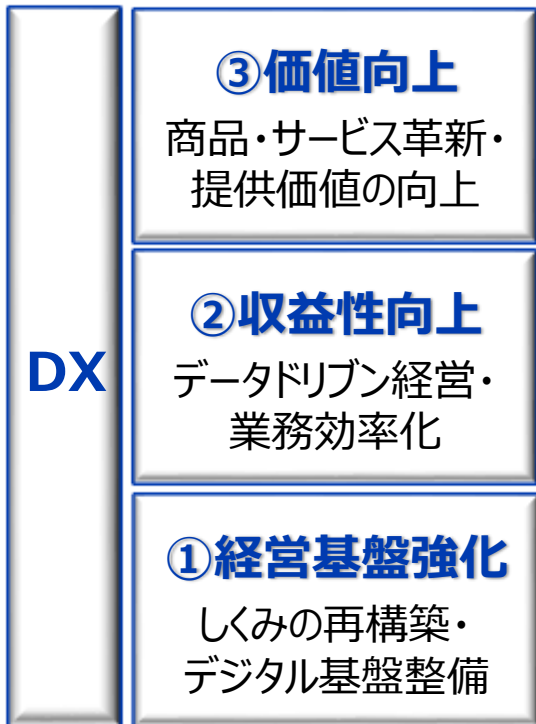 DX
③価値向上
商品・サービス革新・
提供価値の向上
②収益性向上
データドリブン経営・
業務効率化
①経営基盤強化
しくみの再構築・
デジタル基盤整備